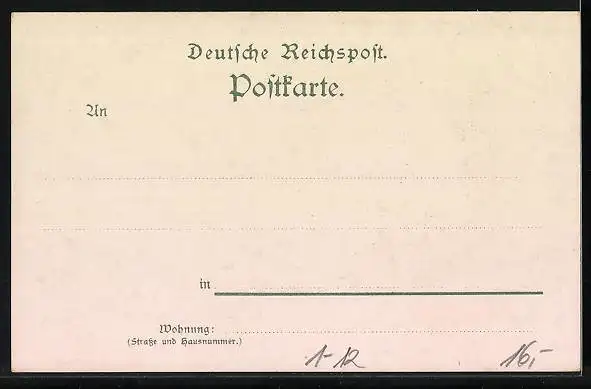 Deutsche Reichspost.
Postkarte.
An
in
Wohnung:
(Straße und Hausnummer.)
1-12 16,-